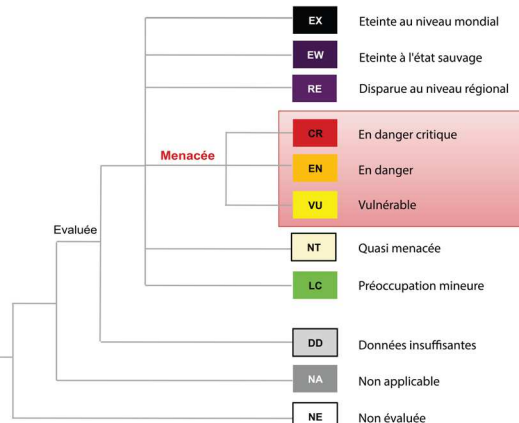 EX Eteinte au niveau mondial
EW Eteinte à l'état sauvage
RE Disparue au niveau régional
CR En danger critique
Menacée
EN En danger
VU Vulnérable
Evaluée
NT Quasi menacée
LC Préoccupation mineure
DD Données insuffisantes
NA Non applicable
NE Non évaluée